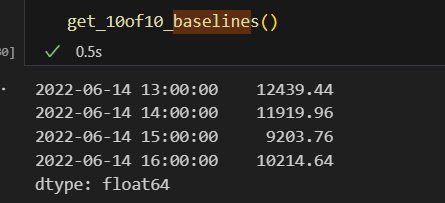 get_10of10_baselines()
0.5s
2022-06-14 13:00:00    12439.44
2022-06-14 14:00:00    11919.96
2022-06-14 15:00:00     9203.76
2022-06-14 16:00:00    10214.64
dtype: float64